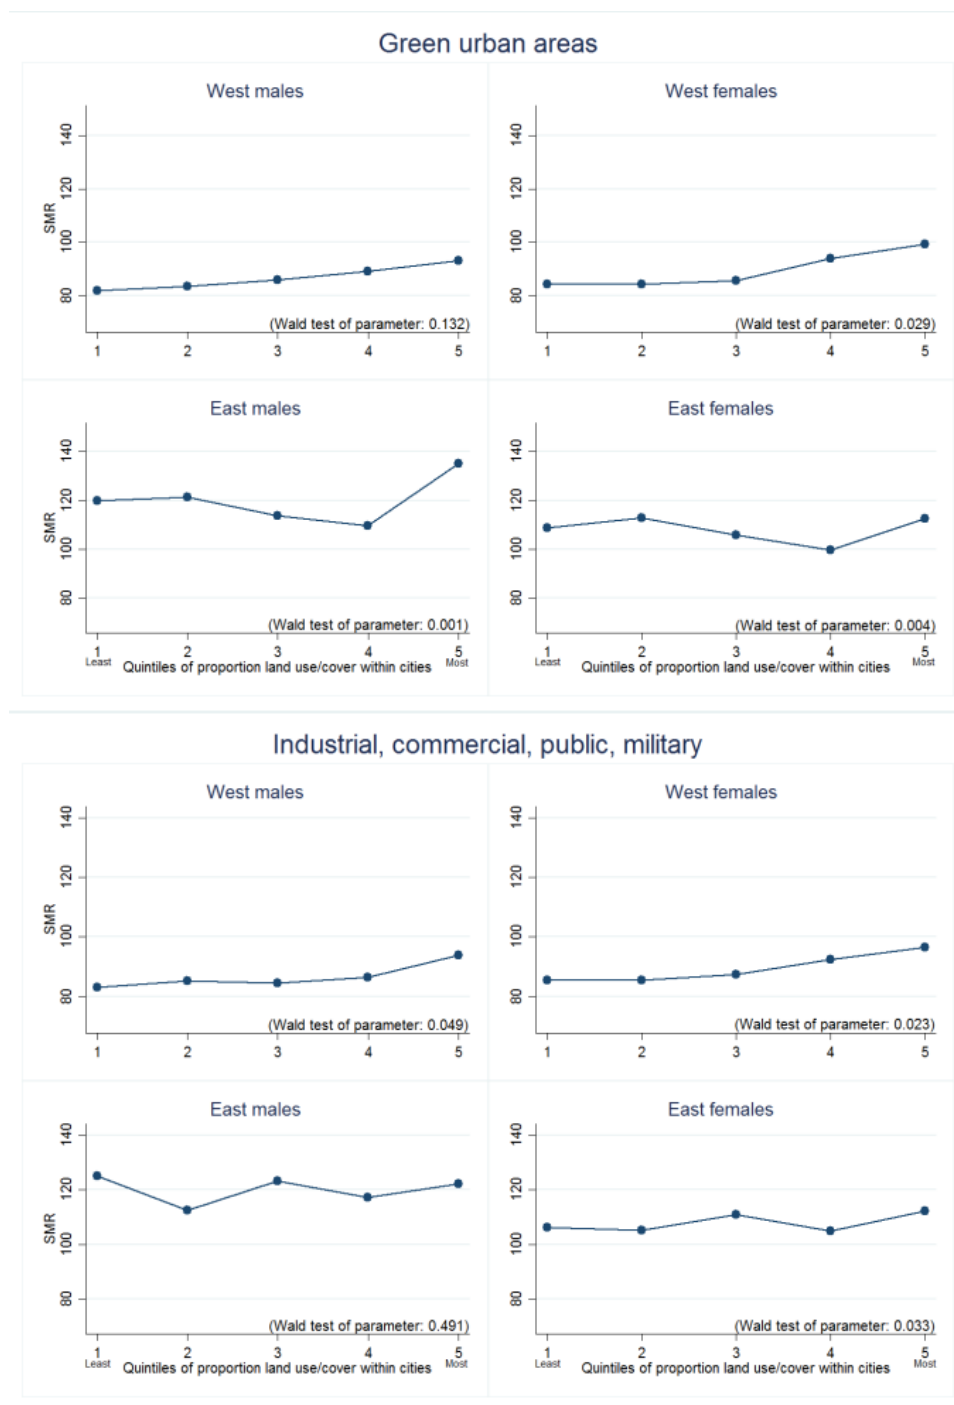 Green urban areas
West males
West females
140
120
100
80
SMR
(Wald test of parameter: 0.132)
1 2 3 4 5
140
120
100
80
(Wald test of parameter: 0.029)
1 2 3 4 5
East males
East females
140
120
100
80
SMR
(Wald test of parameter: 0.001)
1 2 3 4 5
Least Quintiles of proportion land use/cover within cities Most
140
120
100
80
(Wald test of parameter: 0.004)
1 2 3 4 5
Least Quintiles of proportion land use/cover within cities Most
Industrial, commercial, public, military
West males
West females
140
120
100
80
SMR
(Wald test of parameter: 0.049)
1 2 3 4 5
140
120
100
80
(Wald test of parameter: 0.023)
1 2 3 4 5
East males
East females
140
120
100
80
SMR
(Wald test of parameter: 0.491)
1 2 3 4 5
Least Quintiles of proportion land use/cover within cities Most
140
120
100
80
(Wald test of parameter: 0.033)
1 2 3 4 5
Least Quintiles of proportion land use/cover within cities Most